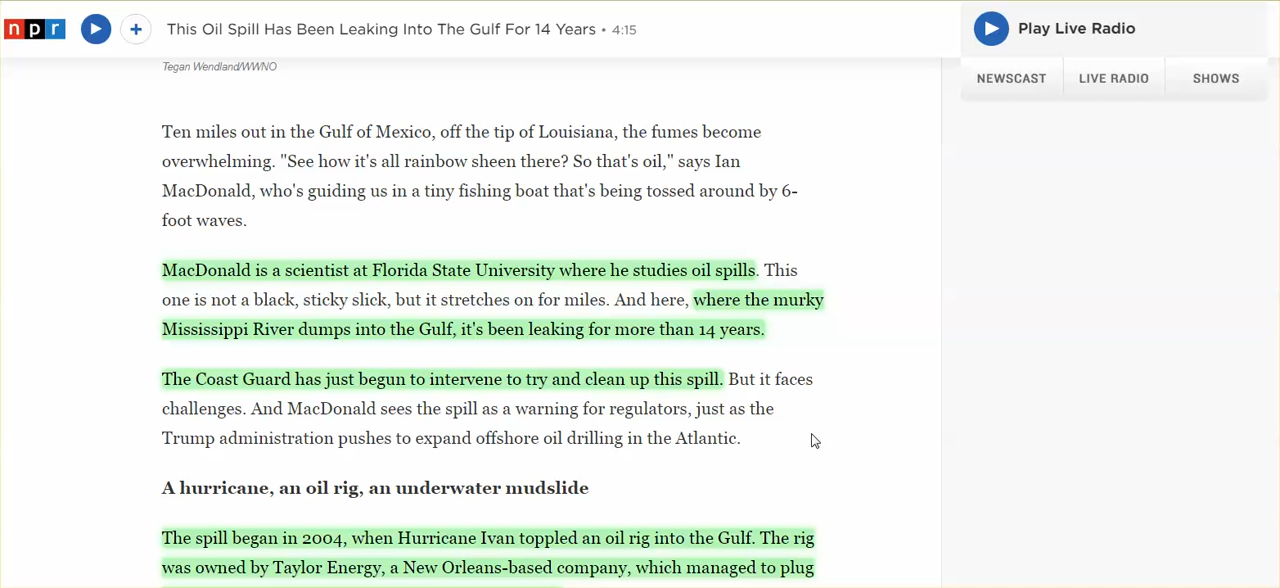 npr This Oil Spill Has Been Leaking Into The Gulf For 14 Years • 4:15
Play Live Radio
NEWSCAST LIVE RADIO SHOWS
Tegan Wendland/WWNO
Ten miles out in the Gulf of Mexico, off the tip of Louisiana, the fumes become
overwhelming. "See how it's all rainbow sheen there? So that's oil," says Ian
MacDonald, who's guiding us in a tiny fishing boat that's being tossed around by 6-
foot waves.
MacDonald is a scientist at Florida State University where he studies oil spills. This
one is not a black, sticky slick, but it stretches on for miles. And here, where the murky
Mississippi River dumps into the Gulf, it's been leaking for more than 14 years.
The Coast Guard has just begun to intervene to try and clean up this spill. But it faces
challenges. And MacDonald sees the spill as a warning for regulators, just as the
Trump administration pushes to expand offshore oil drilling in the Atlantic.
A hurricane, an oil rig, an underwater mudslide
The spill began in 2004, when Hurricane Ivan toppled an oil rig into the Gulf. The rig
was owned by Taylor Energy, a New Orleans-based company, which managed to plug